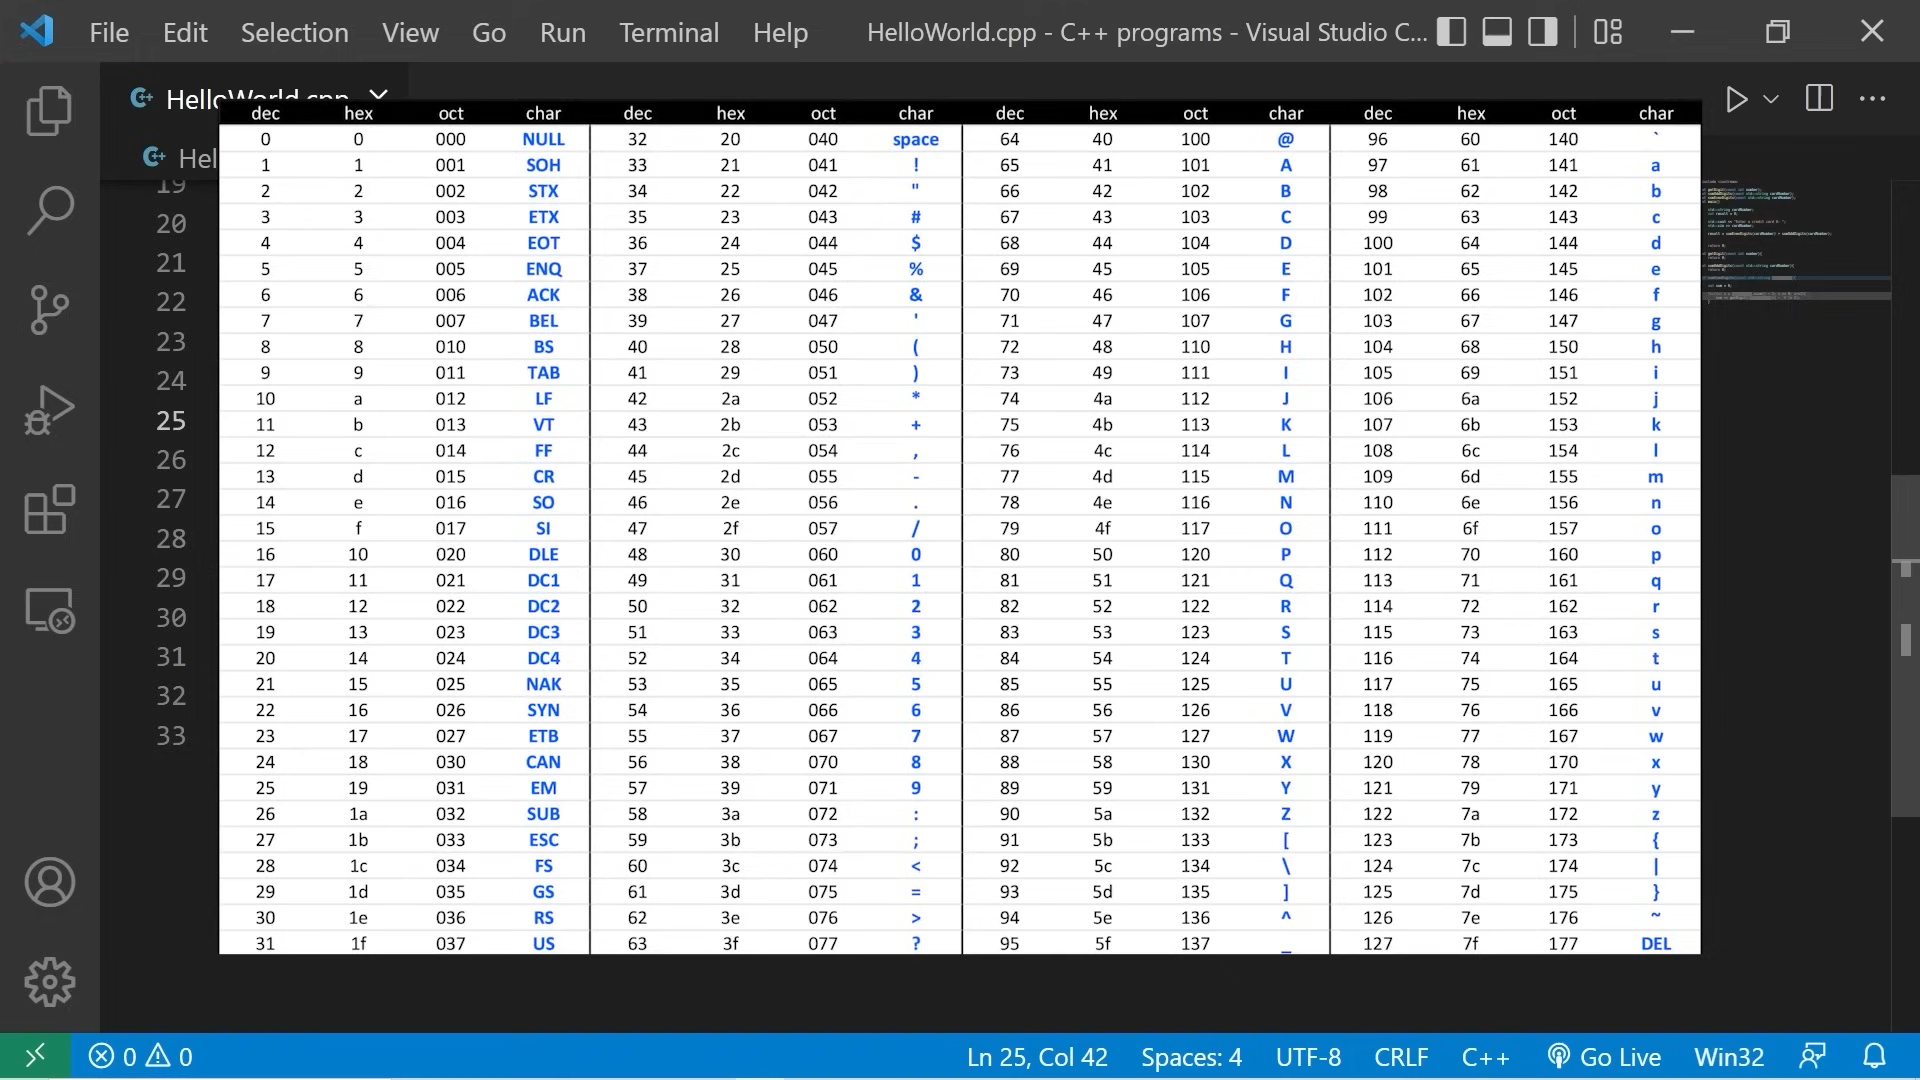 File Edit Selection View Go Run Terminal Help HelloWorld.cpp - C++ programs - Visual Studio C...
HelloWorld.cpp
Hel
dec hex oct char dec hex oct char dec hex oct char dec hex oct char
0 0 000 NULL 32 20 040 space 64 40 100 @ 96 60 140 `
1 1 001 SOH 33 21 041 ! 65 41 101 A 97 61 141 a
2 2 002 STX 34 22 042 " 66 42 102 B 98 62 142 b
3 3 003 ETX 35 23 043 # 67 43 103 C 99 63 143 c
4 4 004 EOT 36 24 044 $ 68 44 104 D 100 64 144 d
5 5 005 ENQ 37 25 045 % 69 45 105 E 101 65 145 e
6 6 006 ACK 38 26 046 & 70 46 106 F 102 66 146 f
7 7 007 BEL 39 27 047 ' 71 47 107 G 103 67 147 g
8 8 010 BS 40 28 050 ( 72 48 110 H 104 68 150 h
9 9 011 TAB 41 29 051 ) 73 49 111 I 105 69 151 i
10 a 012 LF 42 2a 052 * 74 4a 112 J 106 6a 152 j
11 b 013 VT 43 2b 053 + 75 4b 113 K 107 6b 153 k
12 c 014 FF 44 2c 054 , 76 4c 114 L 108 6c 154 l
13 d 015 CR 45 2d 055 - 77 4d 115 M 109 6d 155 m
14 e 016 SO 46 2e 056 . 78 4e 116 N 110 6e 156 n
15 f 017 SI 47 2f 057 / 79 4f 117 O 111 6f 157 o
16 10 020 DLE 48 30 060 0 80 50 120 P 112 70 160 p
17 11 021 DC1 49 31 061 1 81 51 121 Q 113 71 161 q
18 12 022 DC2 50 32 062 2 82 52 122 R 114 72 162 r
19 13 023 DC3 51 33 063 3 83 53 123 S 115 73 163 s
20 14 024 DC4 52 34 064 4 84 54 124 T 116 74 164 t
21 15 025 NAK 53 35 065 5 85 55 125 U 117 75 165 u
22 16 026 SYN 54 36 066 6 86 56 126 V 118 76 166 v
23 17 027 ETB 55 37 067 7 87 57 127 W 119 77 167 w
24 18 030 CAN 56 38 070 8 88 58 130 X 120 78 170 x
25 19 031 EM 57 39 071 9 89 59 131 Y 121 79 171 y
26 1a 032 SUB 58 3a 072 : 90 5a 132 Z 122 7a 172 z
27 1b 033 ESC 59 3b 073 ; 91 5b 133 [ 123 7b 173 {
28 1c 034 FS 60 3c 074 < 92 5c 134 \ 124 7c 174 |
29 1d 035 GS 61 3d 075 = 93 5d 135 ] 125 7d 175 }
30 1e 036 RS 62 3e 076 > 94 5e 136 ^ 126 7e 176 ~
31 1f 037 US 63 3f 077 ? 95 5f 137 _ 127 7f 177 DEL
19
20
21
22
23
24
25
26
27
28
29
30
31
32
33
0 0 Ln 25, Col 42 Spaces: 4 UTF-8 CRLF C++ Go Live Win32